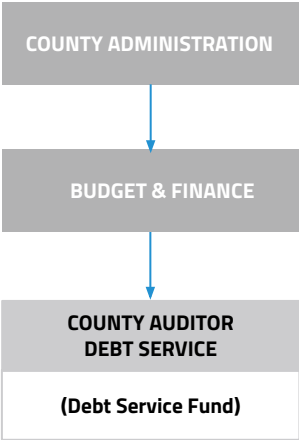 COUNTY ADMINISTRATION
BUDGET & FINANCE
COUNTY AUDITOR
DEBT SERVICE
(Debt Service Fund)